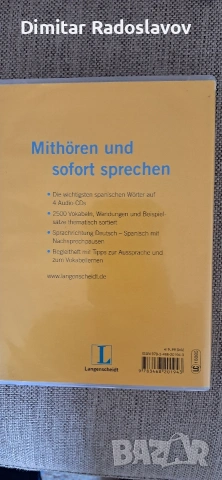 Dimitar Radoslavov
Mithören und
sofort sprechen
Die wichtigsten spanischen Wörter auf
4 Audio-CDs
2500 Vokabeln, Wendungen und Beispiel-
sätze thematisch sortiert
Sprachrichtung Deutsch – Spanisch mit
Nachsprechpausen
Begleitheft mit Tipps zur Aussprache und
zum Vokabellernen
www.langenscheidt.de
L
Langenscheidt
bazar